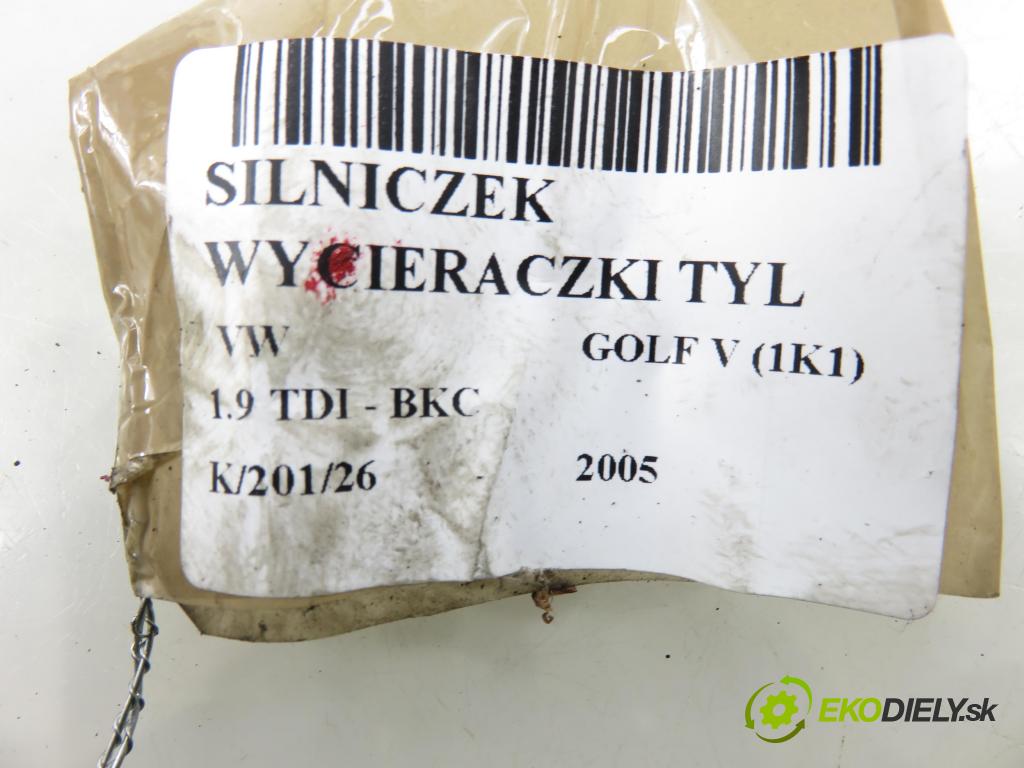 SILNICZEK
WYCIERACZKI TYL
VW GOLF V (1K1)
1.9 TDI - BKC
K/201/26 2005
EKODIELY.sk